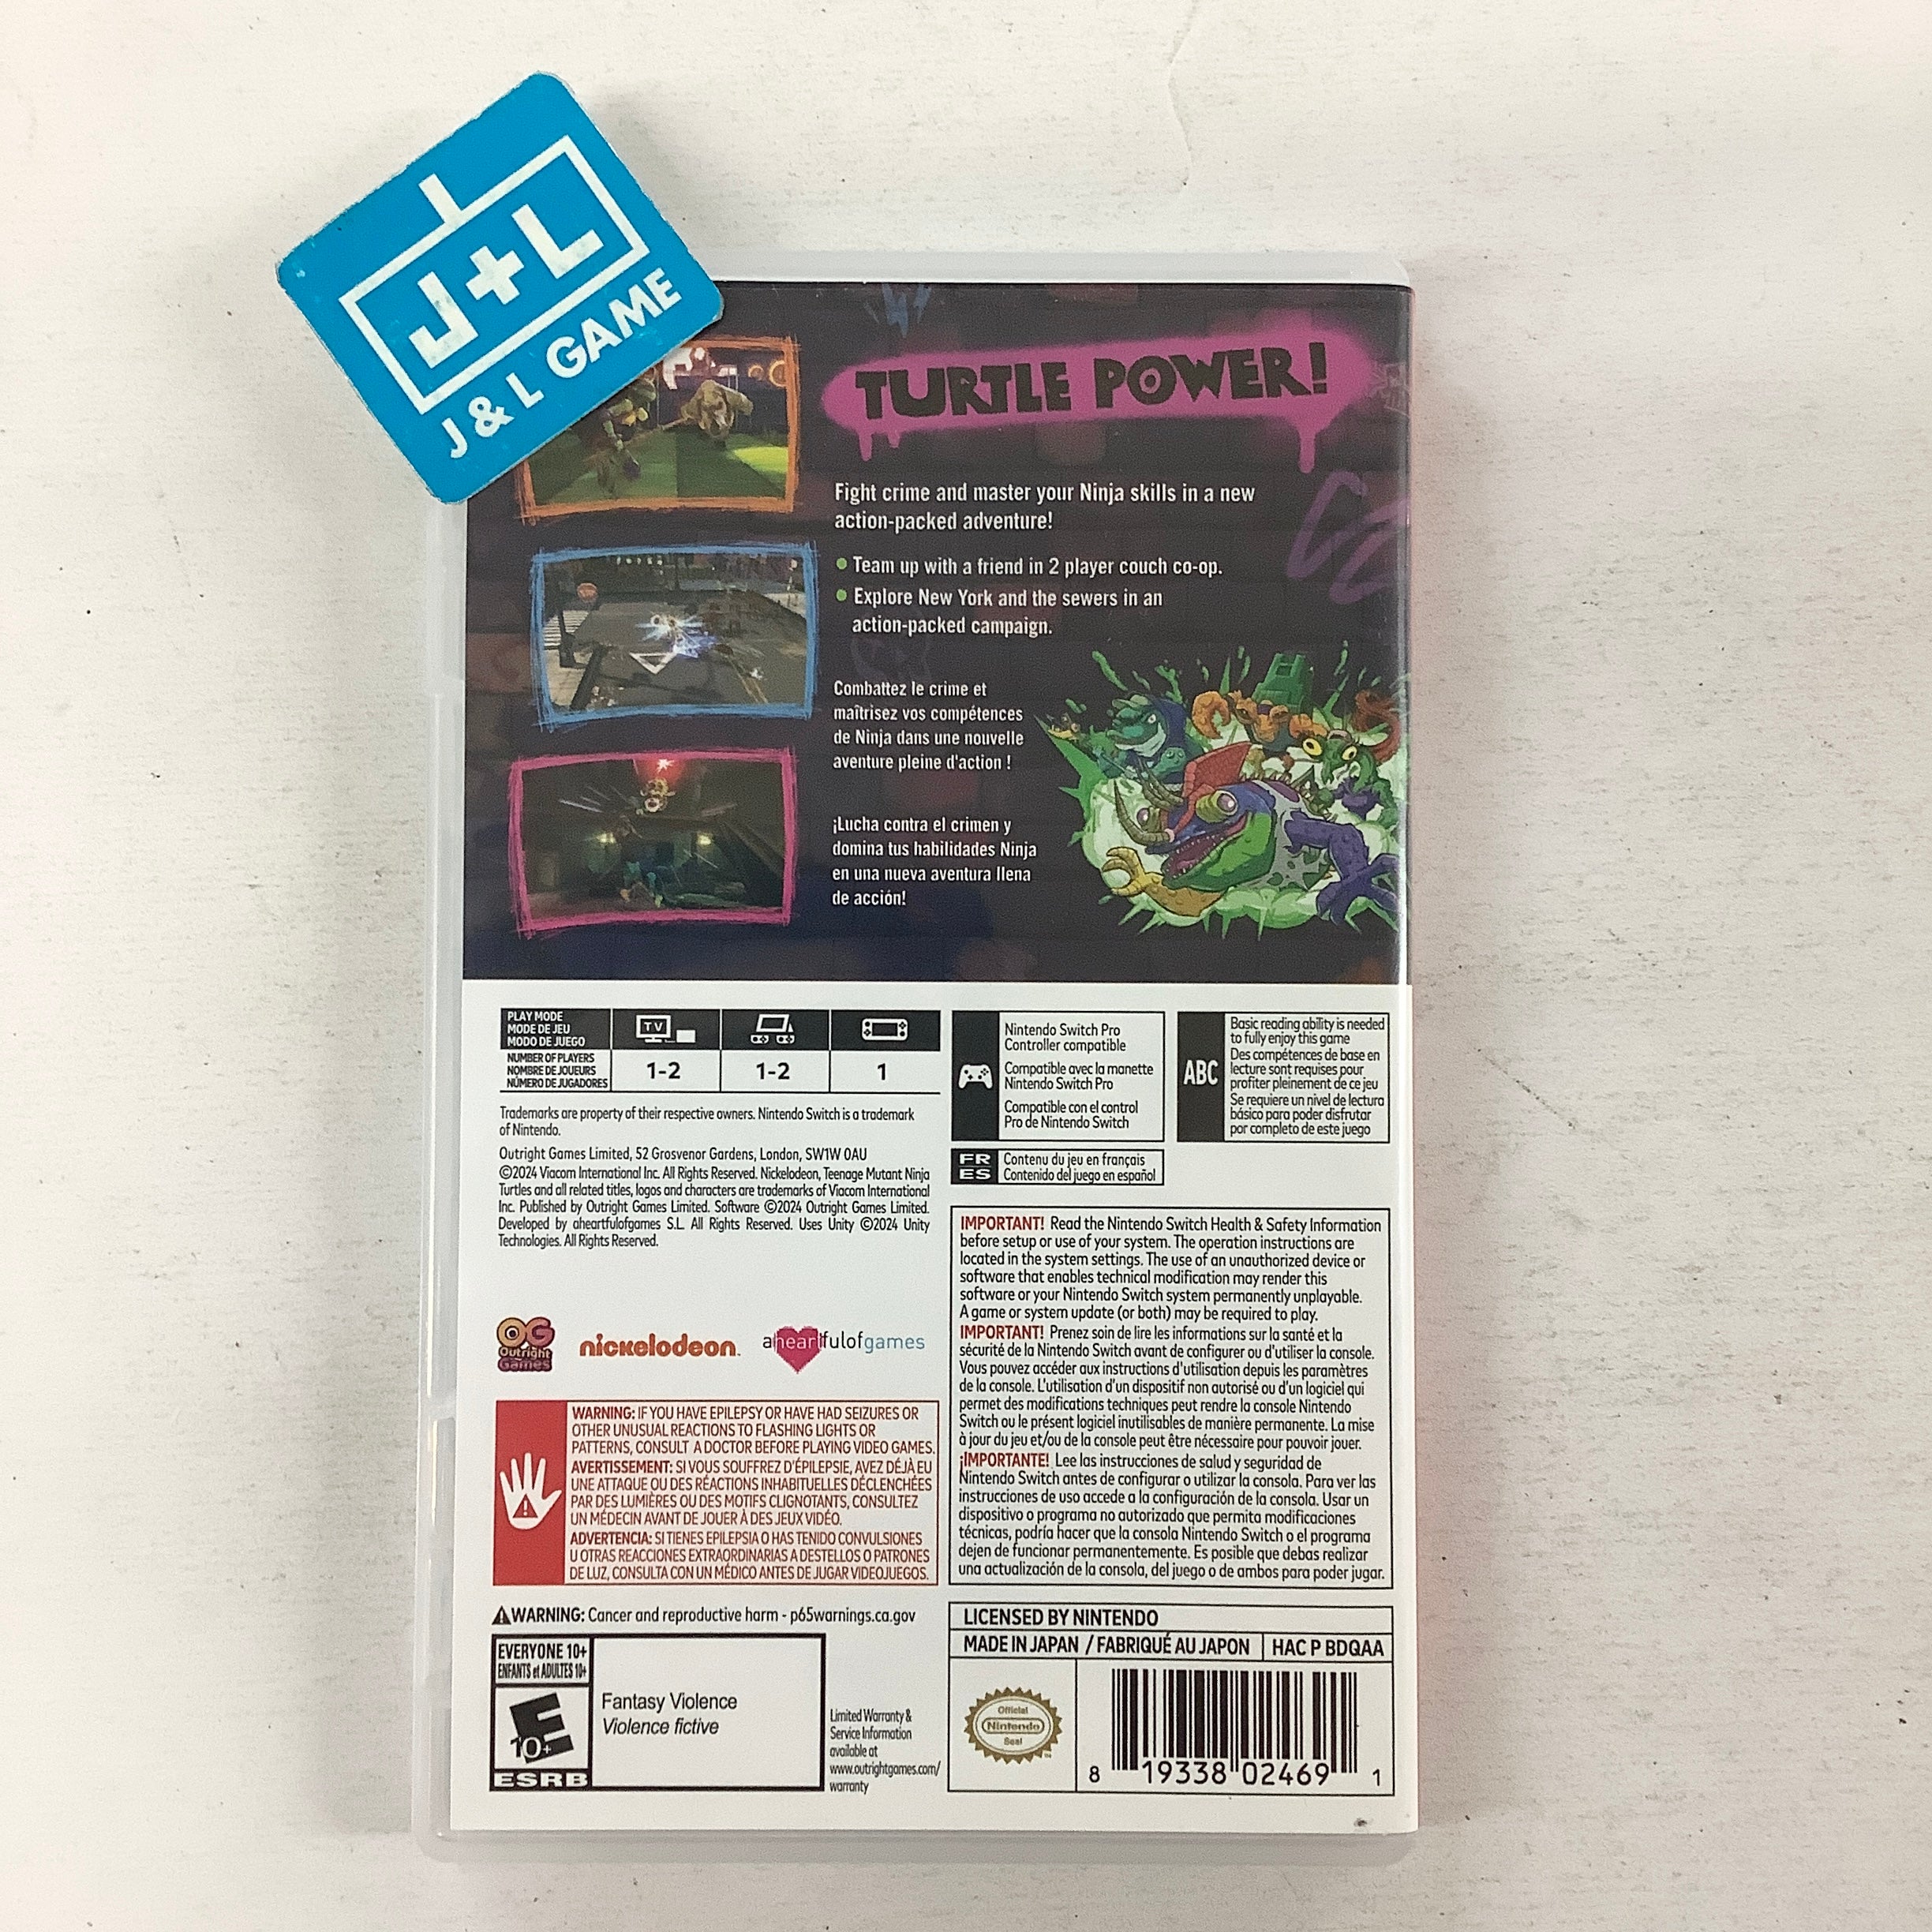 J+L
J & L GAME
TURTLE POWER!
Fight crime and master your Ninja skills in a new
action-packed adventure!
• Team up with a friend in 2 player couch co-op.
• Explore New York and the sewers in an
action-packed campaign.
Combattez le crime et
maîtrisez vos compétences
de Ninja dans une nouvelle
aventure pleine d'action !
¡Lucha contra el crimen y
domina tus habilidades Ninja
en una nueva aventura llena
de acción!
PLAY MODE
MODE DE JEU
MODO DE JUEGO
TV
NUMBER OF PLAYERS
NOMBRE DE JOUEURS
NÚMERO DE JUGADORES
1-2
1-2
1
Nintendo Switch Pro
Controller compatible
Compatible avec la manette
Nintendo Switch Pro
Compatible con el control
Pro de Nintendo Switch
ABC
Basic reading ability is needed
to fully enjoy this game
Des compétences de base en
lecture sont requises pour
profiter pleinement de ce jeu
Se requiere un nivel de lectura
básico para poder disfrutar
por completo de este juego
FR
ES
Contenu du jeu en français
Contenido del juego en español
Trademarks are property of their respective owners. Nintendo Switch is a trademark
of Nintendo.
Outright Games Limited, 52 Grosvenor Gardens, London, SW1W 0AU
©2024 Viacom International Inc. All Rights Reserved. Nickelodeon, Teenage Mutant Ninja
Turtles and all related titles, logos and characters are trademarks of Viacom International
Inc. Published by Outright Games Limited. Software ©2024 Outright Games Limited.
Developed by aheartfulofgames S.L. All Rights Reserved. Uses Unity ©2024 Unity
Technologies. All Rights Reserved.
OG
Outright
Games
nickelodeon
aheartfulofgames
IMPORTANT! Read the Nintendo Switch Health & Safety Information
before setup or use of your system. The operation instructions are
located in the system settings. The use of an unauthorized device or
software that enables technical modification may render this
software or your Nintendo Switch system permanently unplayable.
A game or system update (or both) may be required to play.
IMPORTANT! Prenez soin de lire les informations sur la santé et la
sécurité de la Nintendo Switch avant de configurer ou d'utiliser la console.
Vous pouvez accéder aux instructions d'utilisation depuis les paramètres
de la console. L'utilisation d'un dispositif non autorisé ou d'un logiciel qui
permet des modifications techniques peut rendre la console Nintendo
Switch ou le présent logiciel inutilisables de manière permanente. La mise
à jour du jeu et/ou de la console peut être nécessaire pour pouvoir jouer.
¡IMPORTANTE! Lee las instrucciones de salud y seguridad de
Nintendo Switch antes de configurar o utilizar la consola. Para ver las
instrucciones de uso accede a la configuración de la consola. Usar un
dispositivo o programa no autorizado que permita modificaciones
técnicas, podría hacer que la consola Nintendo Switch o el programa
dejen de funcionar permanentemente. Es posible que debas realizar
una actualización de la consola, del juego o de ambos para poder jugar.
WARNING: IF YOU HAVE EPILEPSY OR HAVE HAD SEIZURES OR
OTHER UNUSUAL REACTIONS TO FLASHING LIGHTS OR
PATTERNS, CONSULT A DOCTOR BEFORE PLAYING VIDEO GAMES.
AVERTISSEMENT: SI VOUS SOUFFREZ D'ÉPILEPSIE, AVEZ DÉJÀ EU
UNE ATTAQUE OU DES RÉACTIONS INHABITUELLES DÉCLENCHÉES
PAR DES LUMIÈRES OU DES MOTIFS CLIGNOTANTS, CONSULTEZ
UN MÉDECIN AVANT DE JOUER À DES JEUX VIDÉO.
ADVERTENCIA: SI TIENES EPILEPSIA O HAS TENIDO CONVULSIONES
U OTRAS REACCIONES EXTRAORDINARIAS A DESTELLOS O PATRONES
DE LUZ, CONSULTA CON UN MÉDICO ANTES DE JUGAR VIDEOJUEGOS.
WARNING: Cancer and reproductive harm - p65warnings.ca.gov
EVERYONE 10+
ENFANTS et ADULTES 10+
E
10+
ESRB
Fantasy Violence
Violence fictive
Limited Warranty &
Service Information
available at
www.outrightgames.com/
warranty
LICENSED BY NINTENDO
MADE IN JAPAN / FABRIQUÉ AU JAPON
HAC P BDQAA
Official
Nintendo
Seal
8 19338 02469 1